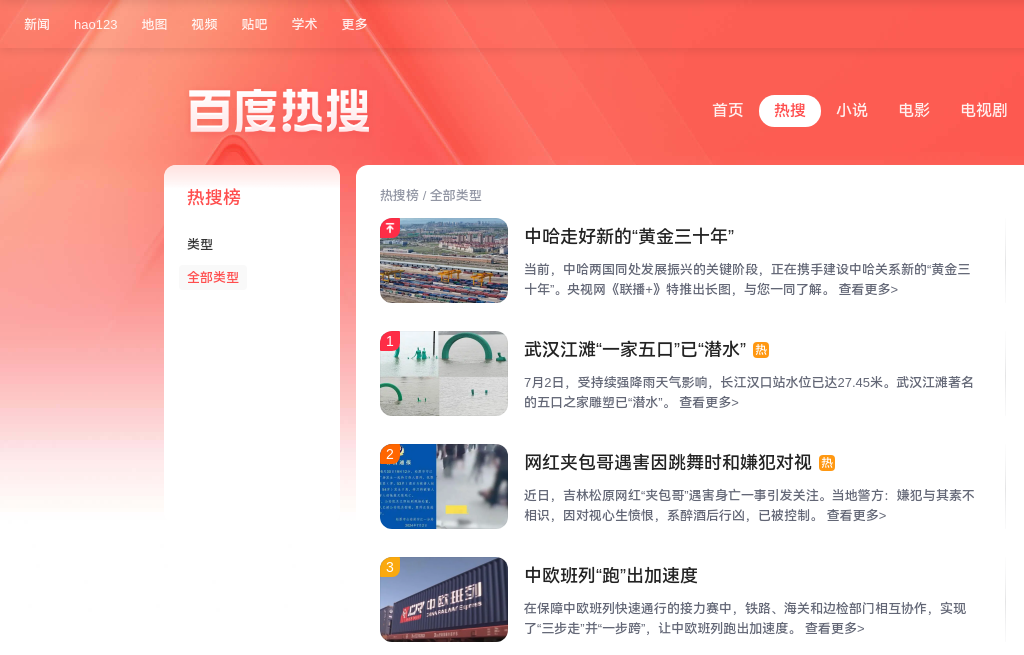 新闻 hao123 地图 视频 贴吧 学术 更多
百度热搜
首页 热搜 小说 电影 电视剧
热搜榜
类型
全部类型
热搜榜 / 全部类型
中哈走好新的“黄金三十年”
当前，中哈两国同处发展振兴的关键阶段，正在携手建设中哈关系新的“黄金三
十年”。央视网《联播+》特推出长图，与您一同了解。 查看更多>
1
武汉江滩“一家五口”已“潜水” 热
7月2日，受持续强降雨天气影响，长江汉口站水位已达27.45米。武汉江滩著名
的五口之家雕塑已“潜水”。 查看更多>
2
网红夹包哥遇害因跳舞时和嫌犯对视 热
近日，吉林松原网红“夹包哥”遇害身亡一事引发关注。当地警方：嫌犯与其素不
相识，因对视心生愤恨，系醉酒后行凶，已被控制。 查看更多>
3
中欧班列
中欧班列“跑”出加速度
在保障中欧班列快速通行的接力赛中，铁路、海关和边检部门相互协作，实现
了“三步走”并“一步跨”，让中欧班列跑出加速度。 查看更多>